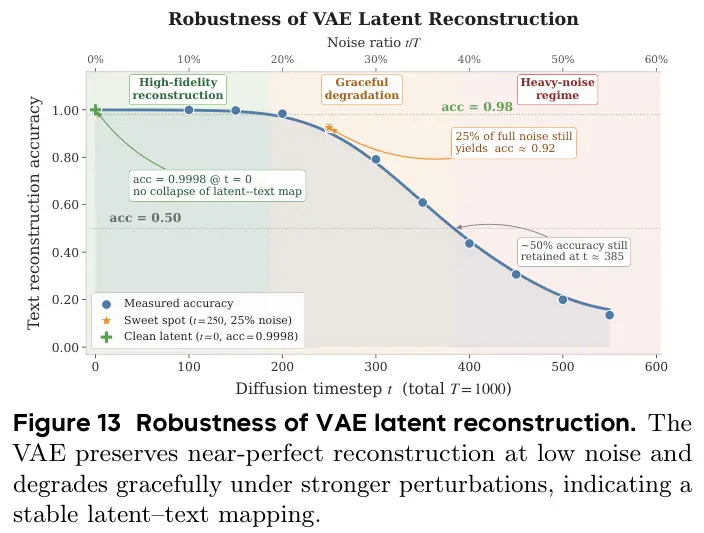 Robustness of VAE Latent Reconstruction
Noise ratio t/T
0% 10% 20% 30% 40% 50% 60%
High-fidelity
reconstruction
Graceful
degradation
Heavy-noise
regime
acc = 0.98
25% of full noise still
yields acc ≈ 0.92
acc = 0.9998 @ t = 0
no collapse of latent--text map
acc = 0.50
~50% accuracy still
retained at t ≈ 385
Text reconstruction accuracy
1.00
0.80
0.60
0.40
0.20
0.00
Measured accuracy
Sweet spot (t=250, 25% noise)
Clean latent (t=0, acc=0.9998)
0 100 200 300 400 500 600
Diffusion timestep t (total T=1000)
Figure 13 Robustness of VAE latent reconstruction. The
VAE preserves near-perfect reconstruction at low noise and
degrades gracefully under stronger perturbations, indicating a
stable latent–text mapping.